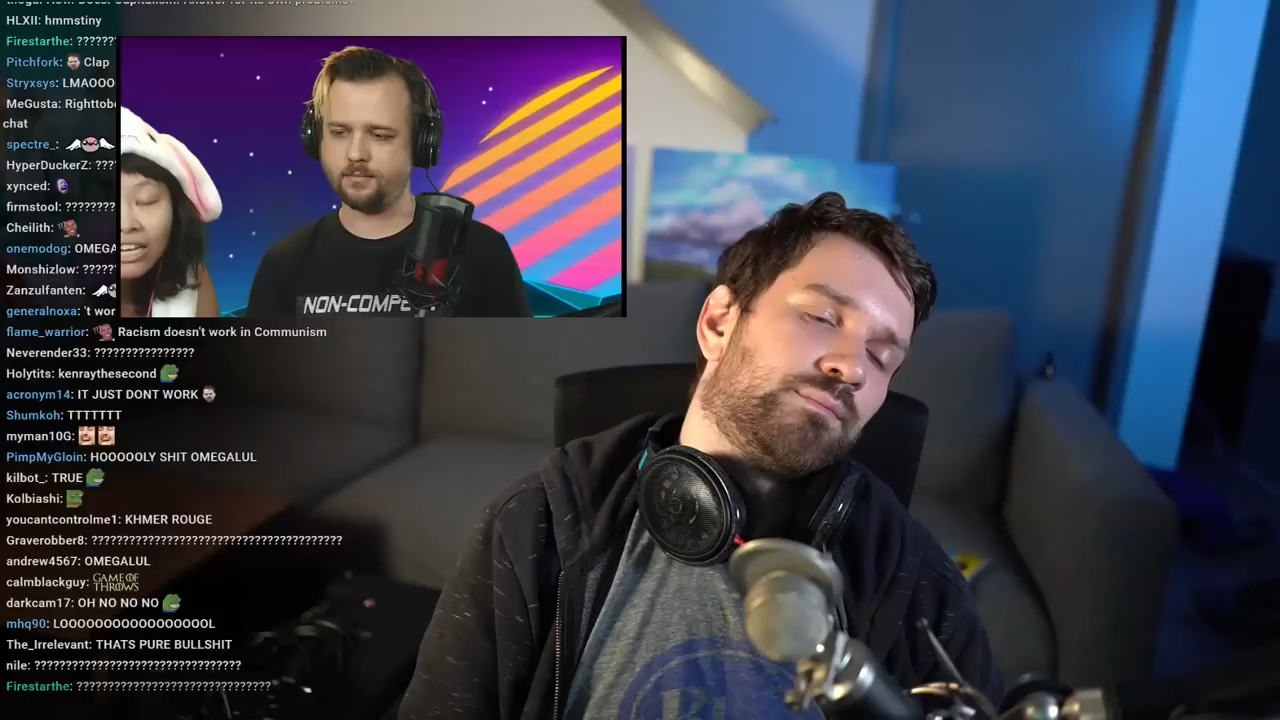 HLXII: hmmstiny
Firestarthe: ??????
Pitchfork: Clap
Stryxsys: LMAOOO
MeGusta: Righttob
chat
spectre_:
HyperDuckerZ: ???
xynced:
firmstool: ????????
Cheilith:
onemodog: OMEGA
Monshizlow: ?????
Zanzulfanten:
generalnoxa: 't wor
flame_warrior: Racism doesn't work in Communism
Neverender33: ????????????????
Holytits: kenraythesecond
acronym14: IT JUST DONT WORK
Shumkoh: TTTTTTT
myman10G:
PimpMyGloin: HOOOOOLY SHIT OMEGALUL
kilbot_: TRUE
Kolbiashi:
youcantcontrolme1: KHMER ROUGE
Graverobber8: ????????????????????????????????????????
andrew4567: OMEGALUL
calmblackguy: GAME OF THROWS
darkcam17: OH NO NO NO
mhq90: LOOOOOOOOOOOOOOOOOL
The_Irrelevant: THATS PURE BULLSHIT
nile: ?????????????????????????????????
Firestarthe: ???????????????????????????????
NON-COMPE